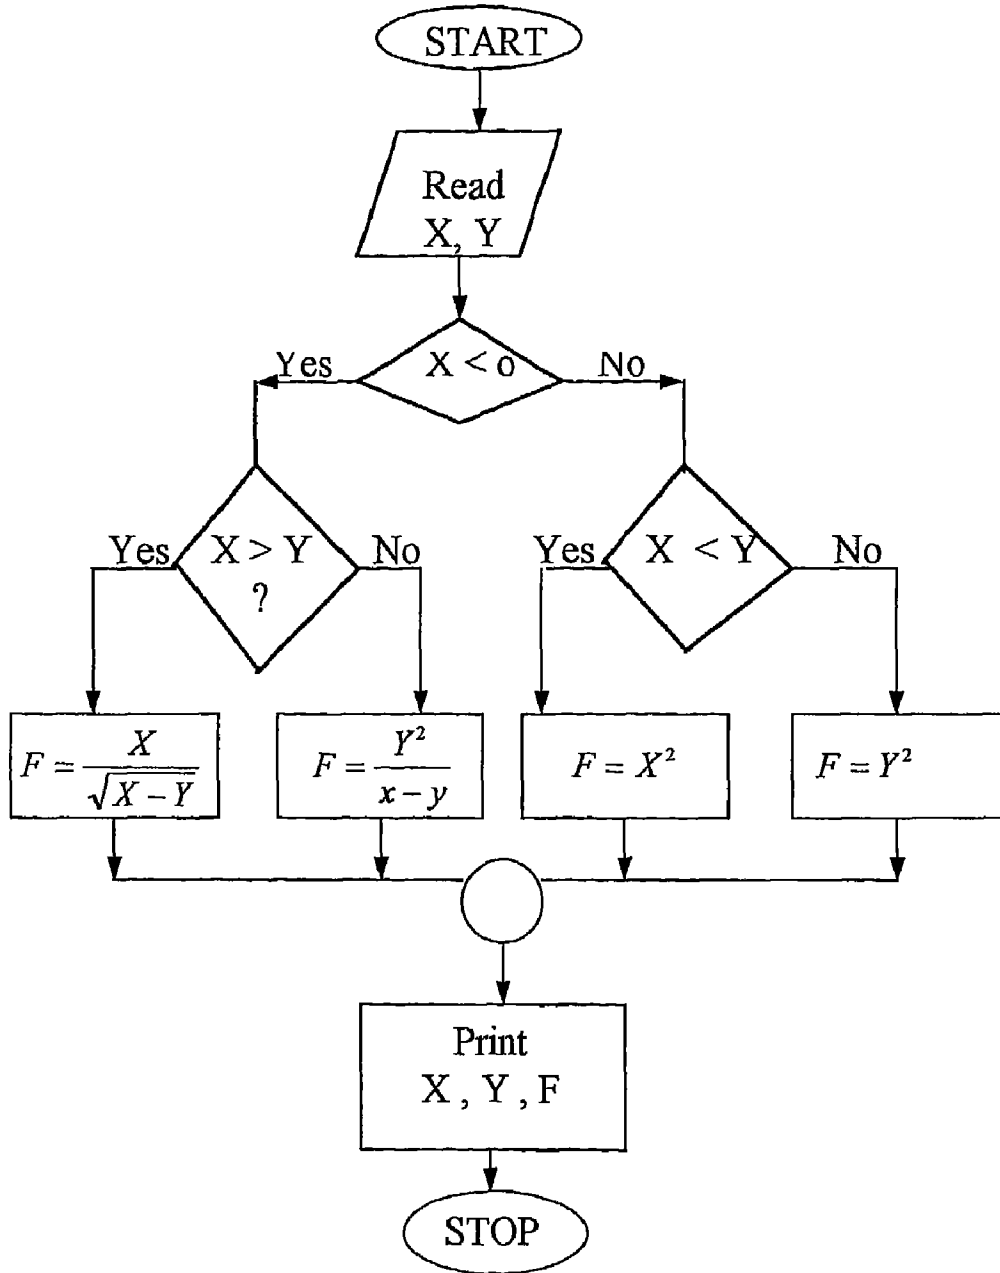 START
Read
X, Y
Yes X < o No
Yes X > Y No Yes X < Y No
?
F = X / √(X − Y)
F = Y² / (x − y)
F = X²
F = Y²
Print
X , Y , F
STOP